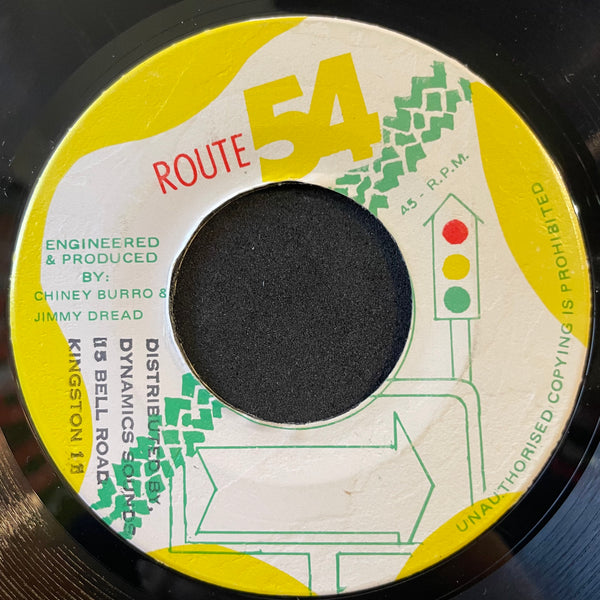 ROUTE 54
45 - R.P.M.
ENGINEERED
& PRODUCED
BY:
CHINEY BURRO &
JIMMY DREAD
DISTRIBUTED BY
DYNAMICS SOUNDS
15 BELL ROAD
KINGSTON 11
UNAUTHORISED COPYING IS PROHIBITED